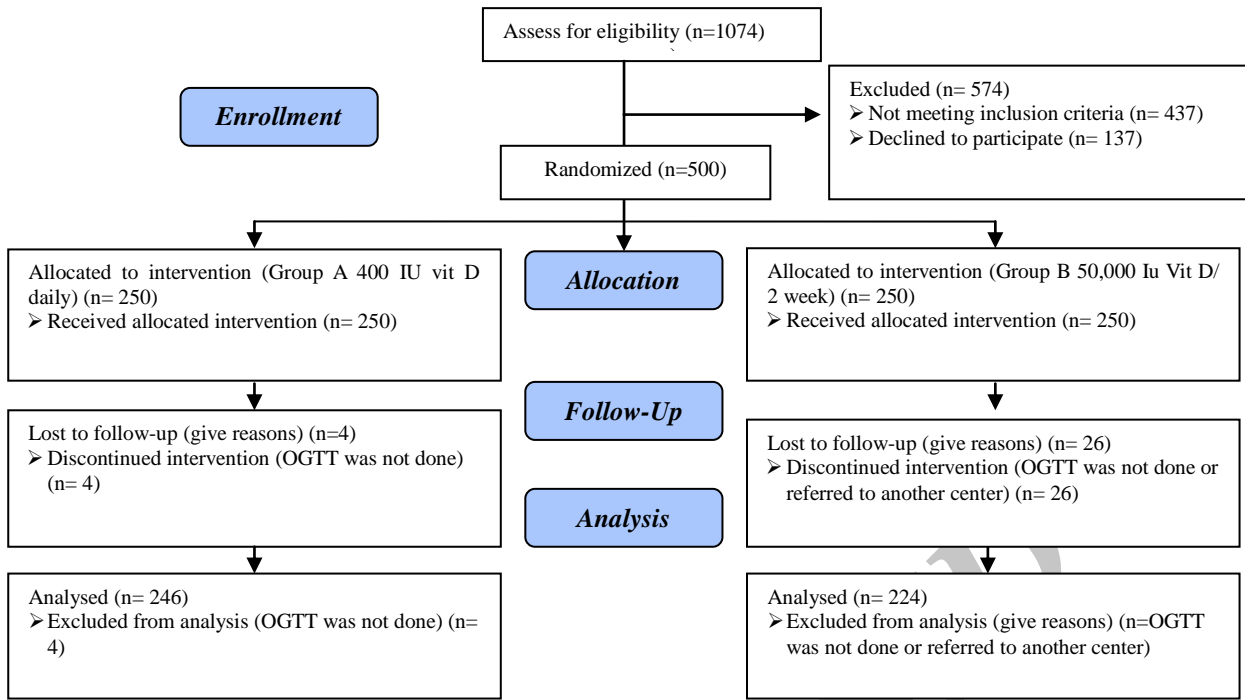 Assess for eligibility (n=1074)
Enrollment
Excluded (n= 574)
➢ Not meeting inclusion criteria (n= 437)
➢ Declined to participate (n= 137)
Randomized (n=500)
Allocated to intervention (Group A 400 IU vit D
daily) (n= 250)
➢ Received allocated intervention (n= 250)
Allocation
Allocated to intervention (Group B 50,000 Iu Vit D/
2 week) (n= 250)
➢ Received allocated intervention (n= 250)
Follow-Up
Lost to follow-up (give reasons) (n=4)
➢ Discontinued intervention (OGTT was not done)
(n= 4)
Lost to follow-up (give reasons) (n= 26)
➢ Discontinued intervention (OGTT was not done or
referred to another center) (n= 26)
Analysis
Analysed (n= 246)
➢ Excluded from analysis (OGTT was not done) (n=
4)
Analysed (n= 224)
➢ Excluded from analysis (give reasons) (n=OGTT
was not done or referred to another center)